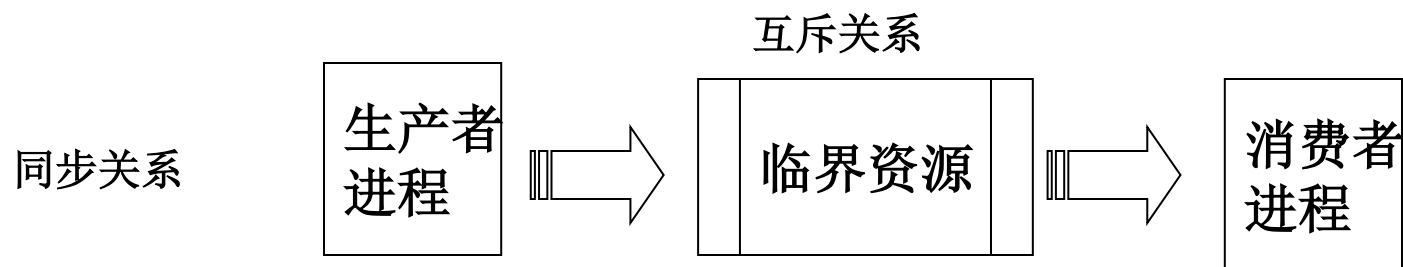 互斥关系
同步关系
生产者
进程
临界资源
消费者
进程